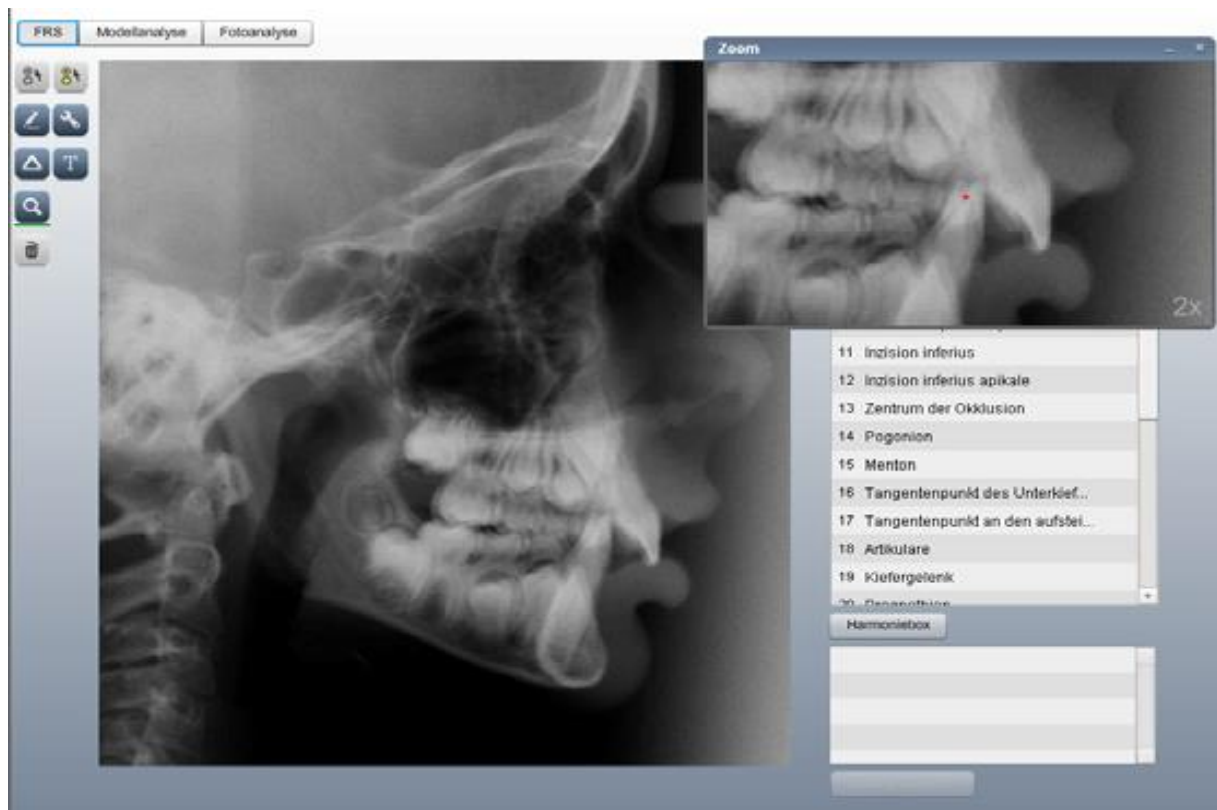 FRS Modellanalyse Fotoanalyse
Zoom
T
2x
11 Inzision inferius
12 Inzision inferius apikale
13 Zentrum der Okklusion
14 Pogonion
15 Menton
16 Tangentenpunkt des Unterkief...
17 Tangentenpunkt an den aufstei...
18 Artikulare
19 Kiefergelenk
20
Harmoniebox